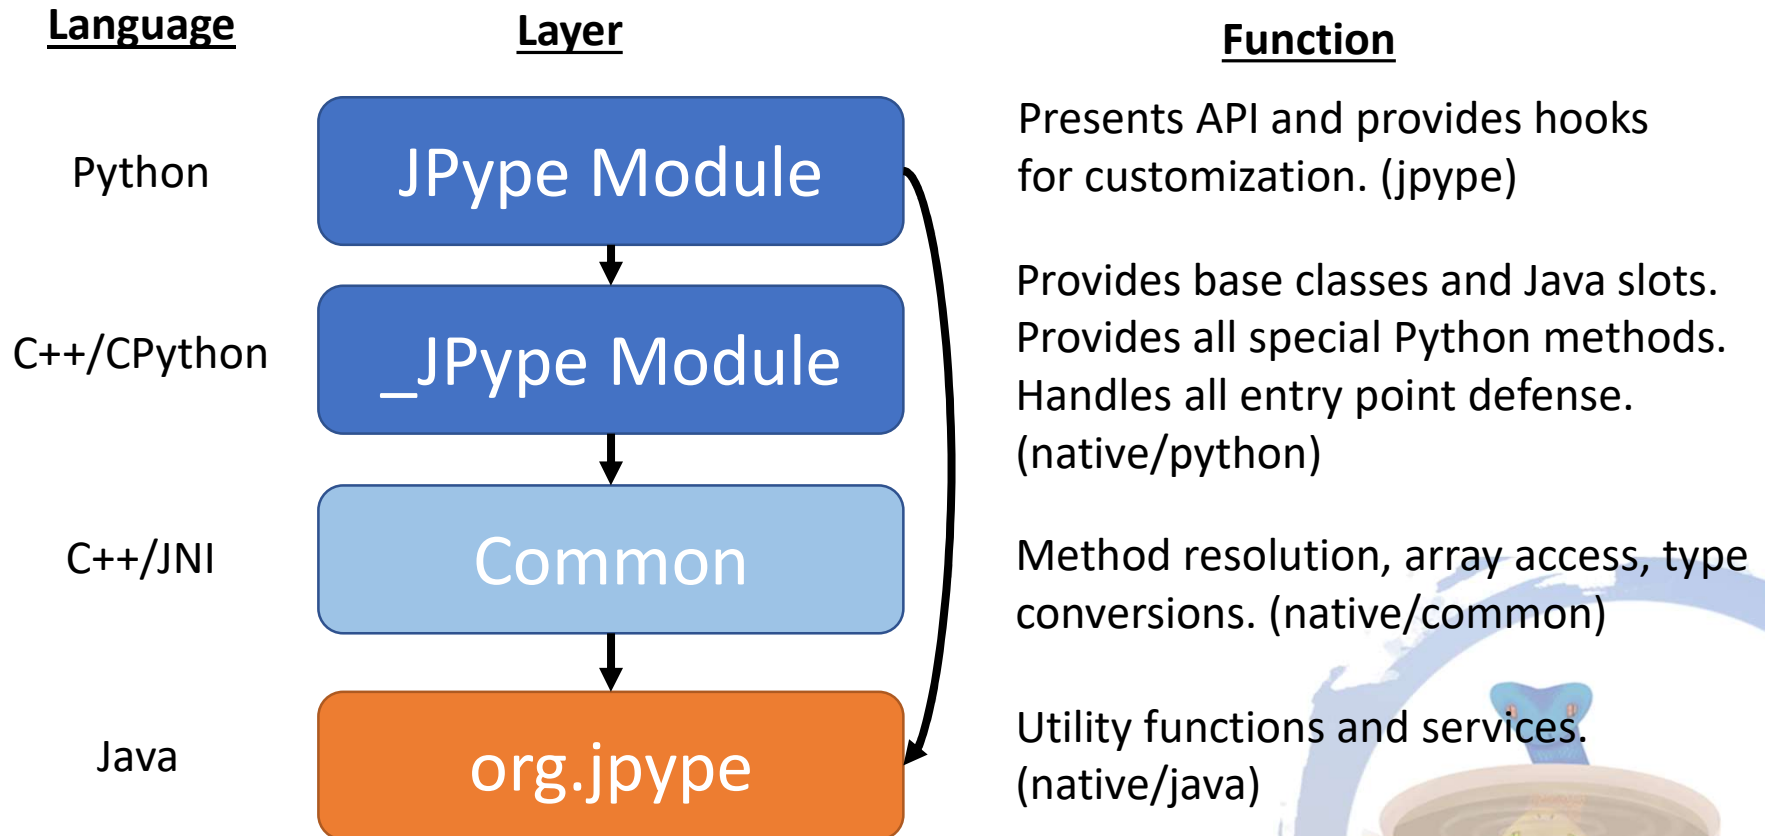 Language
Layer
Function
Python
JPype Module
Presents API and provides hooks
for customization. (jpype)
C++/CPython
_JPype Module
Provides base classes and Java slots.
Provides all special Python methods.
Handles all entry point defense.
(native/python)
C++/JNI
Common
Method resolution, array access, type
conversions. (native/common)
Java
org.jpype
Utility functions and services.
(native/java)